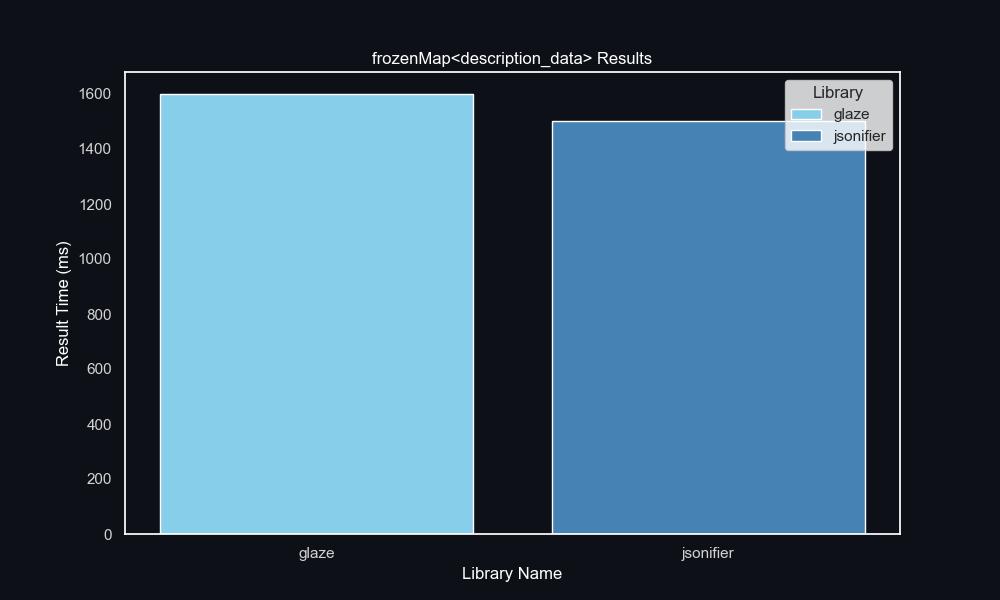 frozenMap<description_data> Results
Library
glaze
jsonifier
1600
1400
1200
1000
800
600
400
200
0
Result Time (ms)
glaze
jsonifier
Library Name